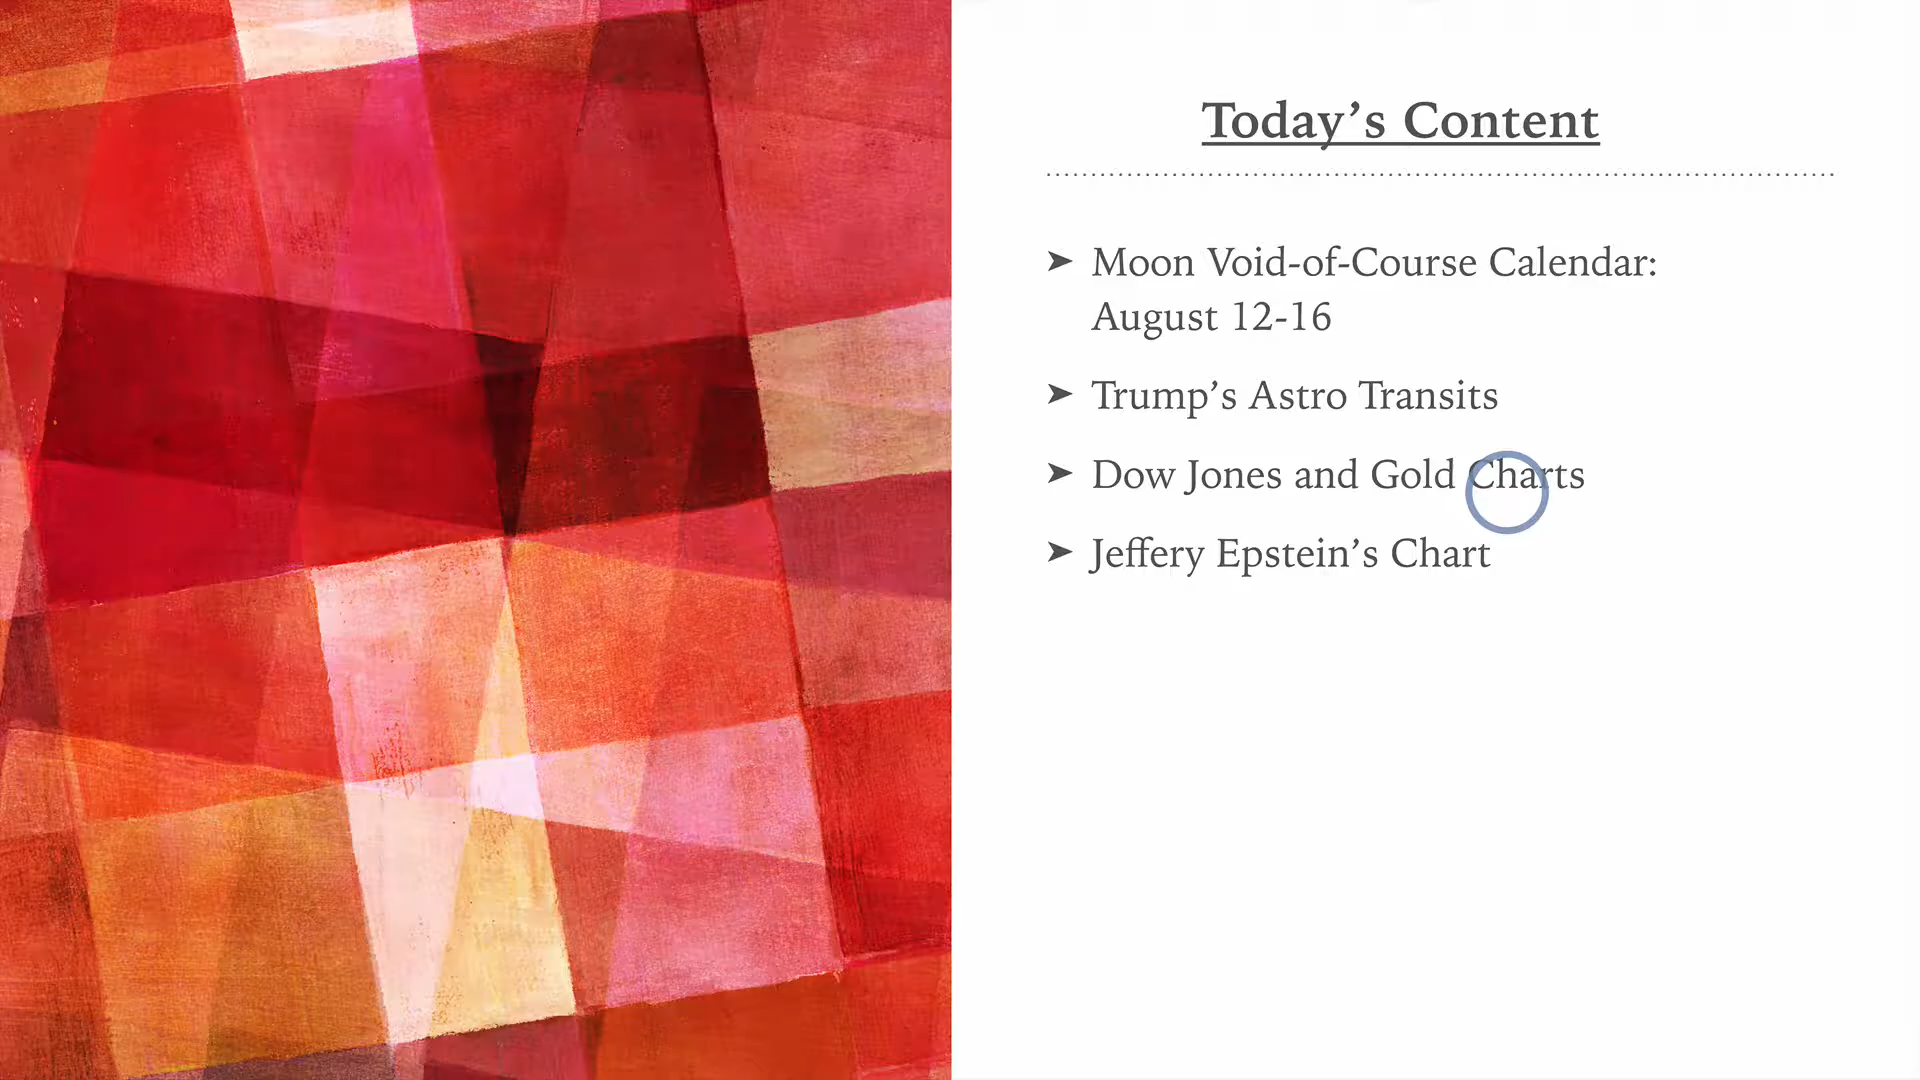 Today’s Content
Moon Void-of-Course Calendar:
August 12-16
Trump’s Astro Transits
Dow Jones and Gold Charts
Jeffery Epstein’s Chart